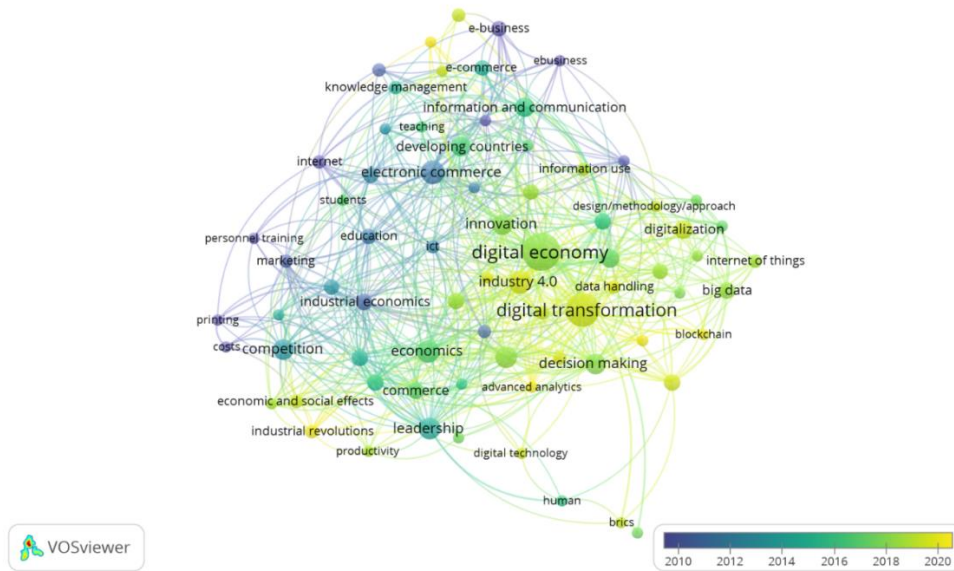 e-business
ebusiness
e-commerce
knowledge management
information and communication
teaching
developing countries
internet
electronic commerce
information use
students
design/methodology/approach
innovation
digitalization
personnel training
education
ict
digital economy
marketing
internet of things
industry 4.0
data handling
big data
industrial economics
digital transformation
printing
blockchain
costs
competition
economics
decision making
commerce
advanced analytics
economic and social effects
leadership
industrial revolutions
productivity
digital technology
human
brics
VOSviewer
2010 2012 2014 2016 2018 2020